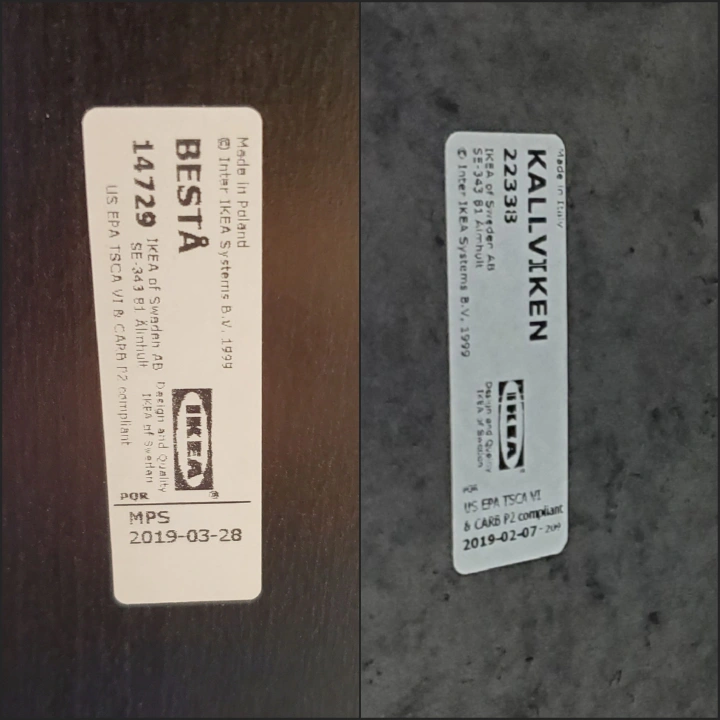 Made in Poland
© Inter IKEA Systems B.V. 1999
BESTÅ
14729
IKEA of Sweden AB
SE-343 81 Älmhult
US EPA TSCA VI & CARB P2 compliant
IKEA®
Design and Quality
IKEA of Sweden
POR
MPS
2019-03-28
Made in Italy
KALLVIKEN
22338
IKEA of Sweden AB
SE-343 81 Älmhult
© Inter IKEA Systems B.V. 1999
IKEA
Design and Quality
IKEA of Sweden
POR
US EPA TSCA VI
& CARB P2 compliant
2019-02-07-209